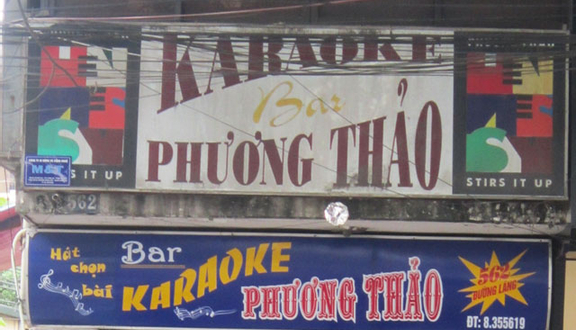 KARAOKE
Bar
PHƯƠNG THẢO
STIRS IT UP
STIRS IT UP
562
Hát
chọn
bài
Bar
KARAOKE
PHƯƠNG THẢO
562
ĐƯỜNG LÁNG
ĐT: 8.355619